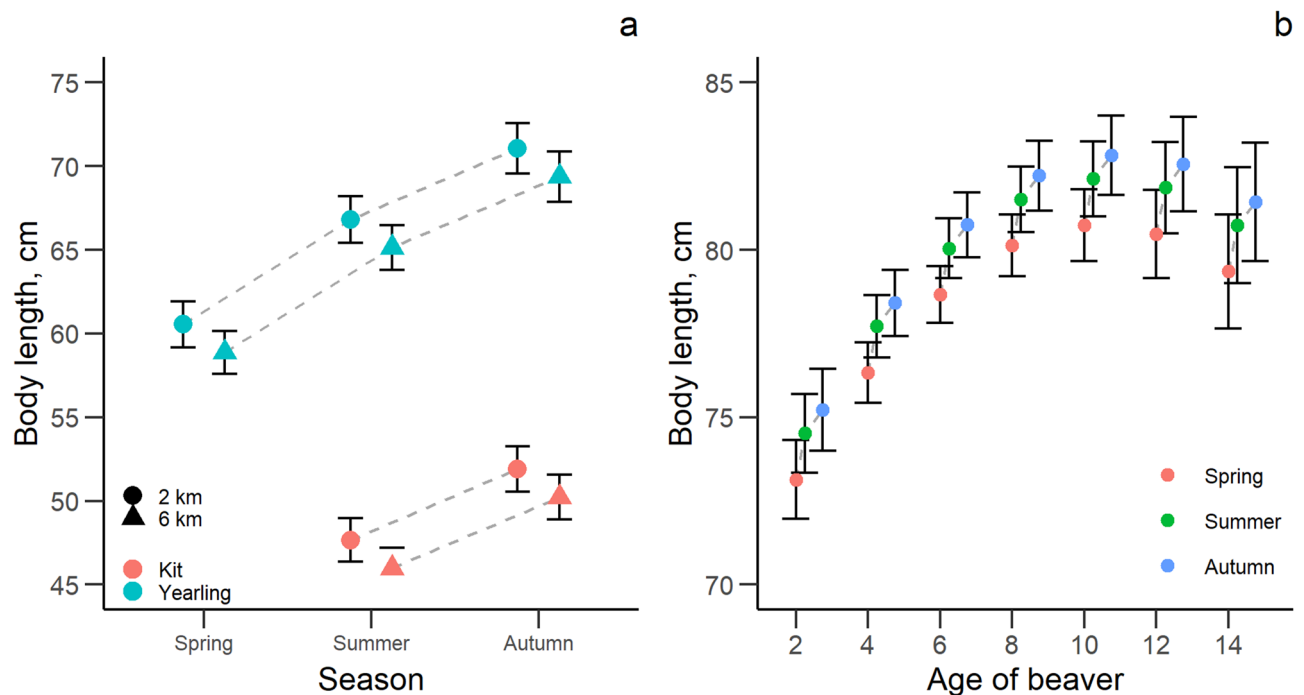 a
75
70
65
60
55
50
45
Body length, cm
2 km
6 km
Kit
Yearling
Spring
Summer
Autumn
Season
b
85
80
75
70
Body length, cm
Spring
Summer
Autumn
2
4
6
8
10
12
14
Age of beaver